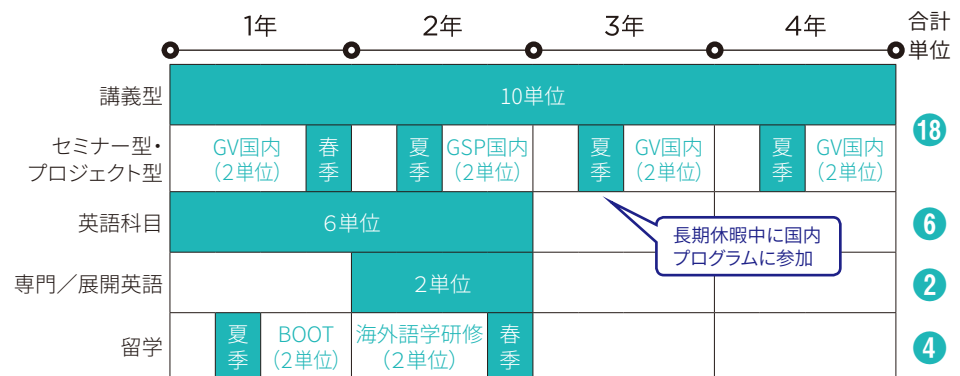 1年
2年
3年
4年
合計
単位
講義型
10単位
18
セミナー型・
プロジェクト型
GV国内
(2単位)
春季
夏季
GSP国内
(2単位)
夏季
GV国内
(2単位)
夏季
GV国内
(2単位)
英語科目
6単位
長期休暇中に国内
プログラムに参加
6
専門／展開英語
2単位
2
留学
夏季
BOOT
(2単位)
海外語学研修
(2単位)
春季
4